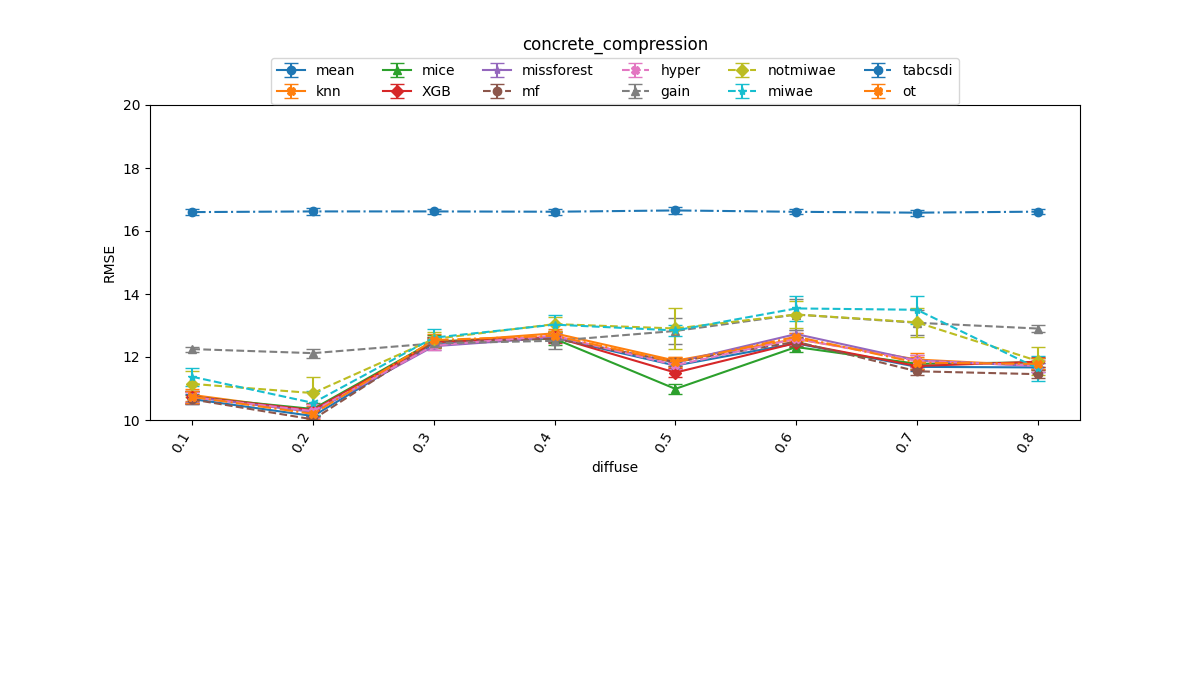 concrete_compression
mean mice missforest hyper notmiwae tabcsdi
knn XGB mf gain miwae ot
20
18
16
14
12
10
RMSE
0.1 0.2 0.3 0.4 0.5 0.6 0.7 0.8
diffuse